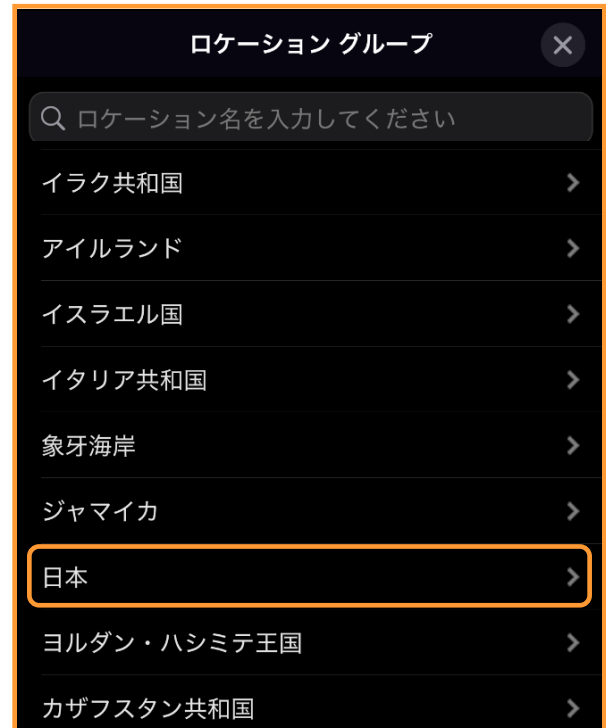 ロケーション グループ
ロケーション名を入力してください
イラク共和国
アイルランド
イスラエル国
イタリア共和国
象牙海岸
ジャマイカ
日本
ヨルダン・ハシミテ王国
カザフスタン共和国